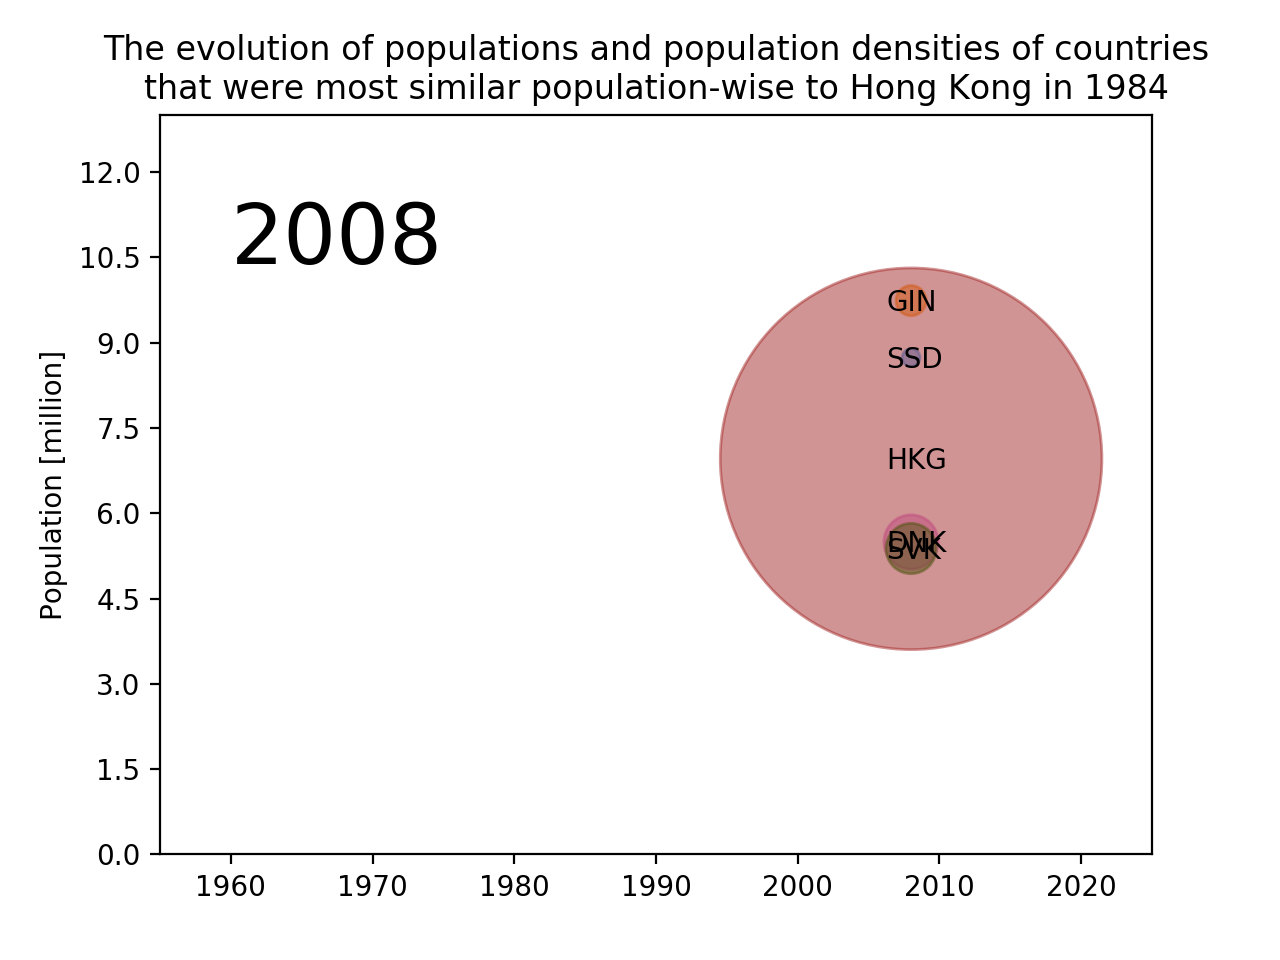 The evolution of populations and population densities of countries
that were most similar population-wise to Hong Kong in 1984
12.0
2008
10.5
GIN
9.0
SSD
7.5
HKG
6.0
DNK
SVK
4.5
3.0
1.5
0.0
Population [million]
1960 1970 1980 1990 2000 2010 2020